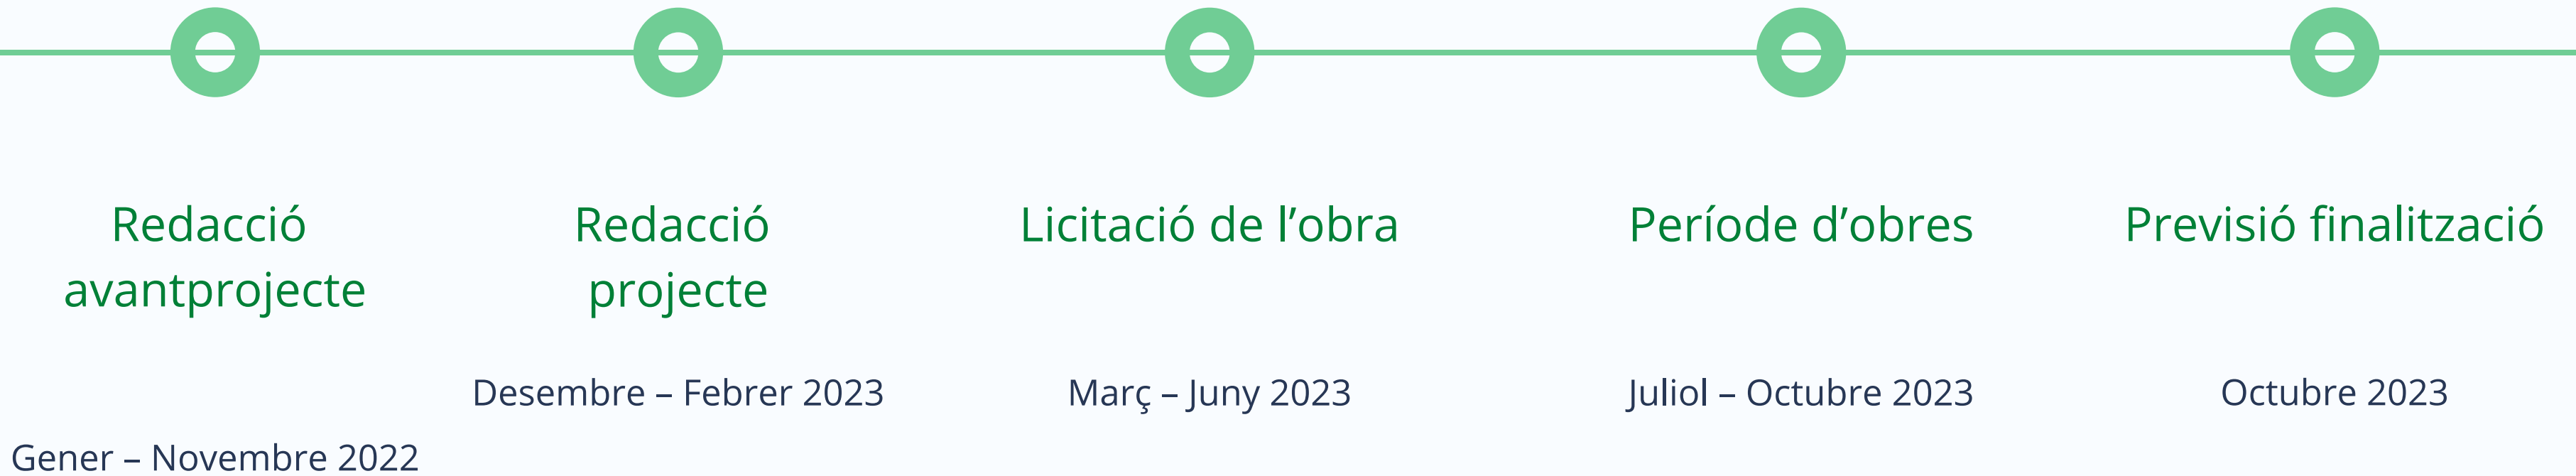 Redacció
avantprojecte
Gener – Novembre 2022
Redacció
projecte
Desembre – Febrer 2023
Licitació de l’obra
Març – Juny 2023
Període d’obres
Juliol – Octubre 2023
Previsió finalització
Octubre 2023